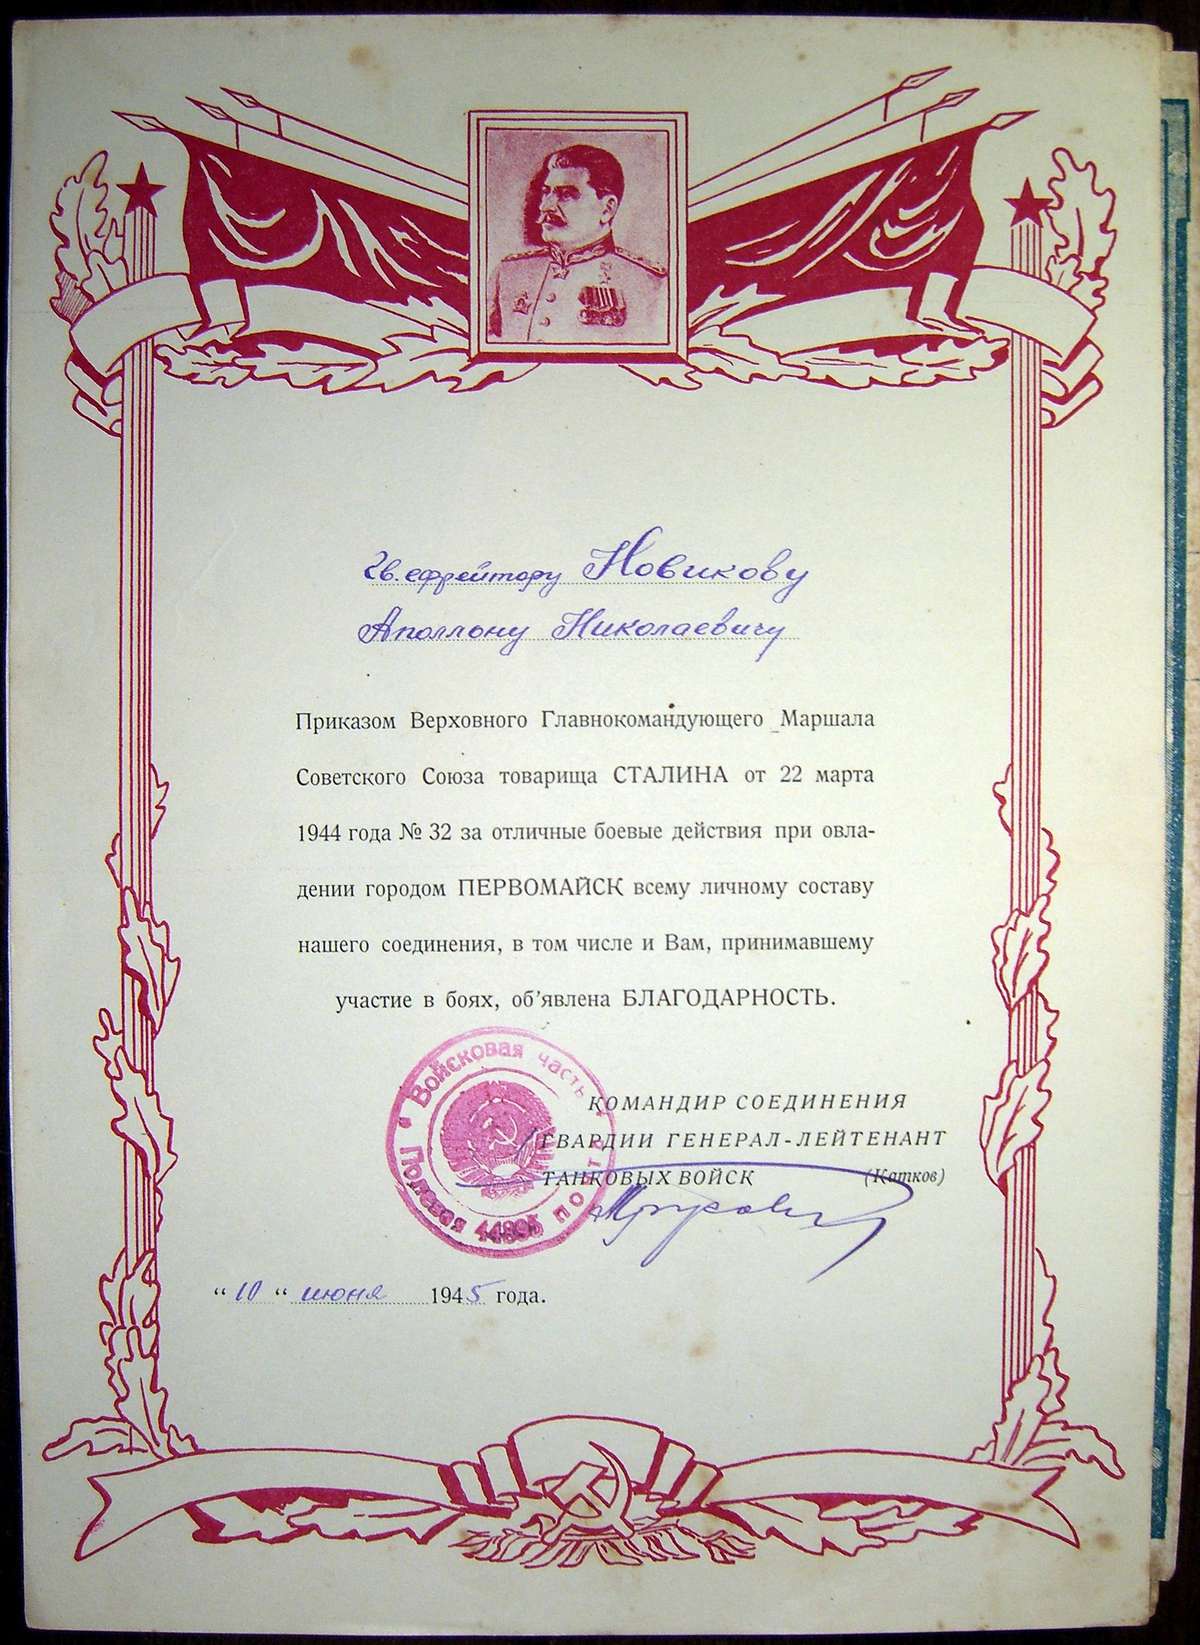 гв. ефрейтору Новикову
Аполлону Николаевичу
Приказом Верховного Главнокомандующего Маршала
Советского Союза товарища СТАЛИНА от 22 марта
1944 года № 32 за отличные боевые действия при овла-
дении городом ПЕРВОМАЙСК всему личному составу
нашего соединения, в том числе и Вам, принимавшему
участие в боях, об'явлена БЛАГОДАРНОСТЬ.
Войсковая часть
Полевая почта
КОМАНДИР СОЕДИНЕНИЯ
ГВАРДИИ ГЕНЕРАЛ-ЛЕЙТЕНАНТ
ТАНКОВЫХ ВОЙСК (Катков)
“ 10 “ июня 1945 года.